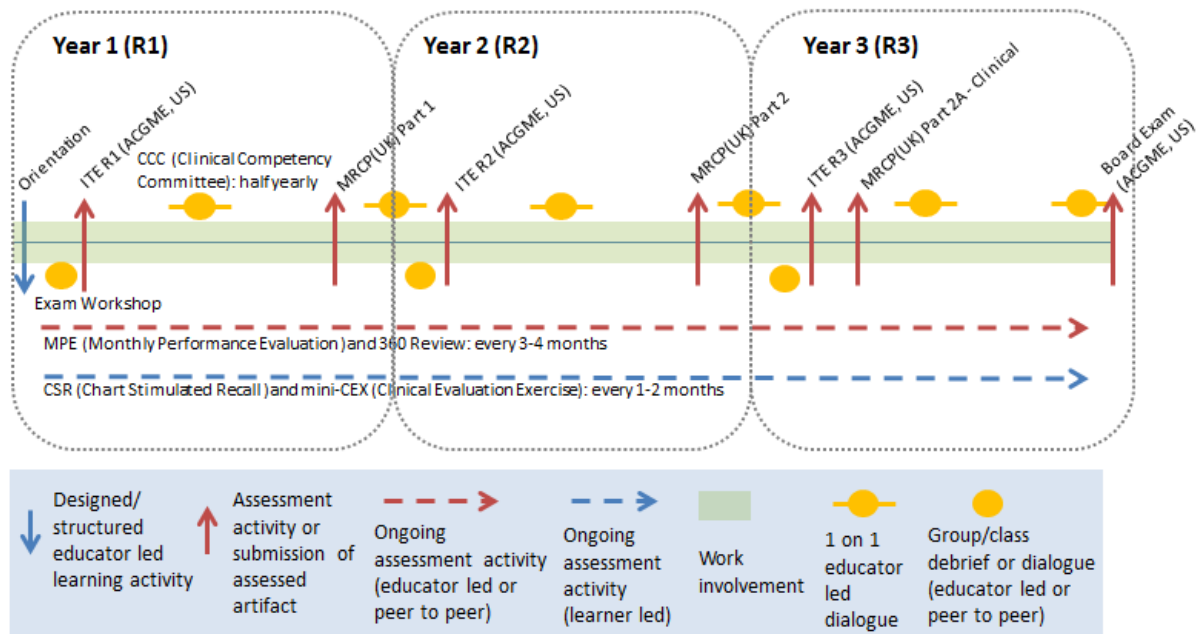 Year 1 (R1)
Year 2 (R2)
Year 3 (R3)
Orientation
ITE R1 (ACGME, US)
CCC (Clinical Competency
Committee): half yearly
MRCP(UK) Part 1
ITE R2 (ACGME, US)
MRCP(UK) Part 2
ITE R3 (ACGME, US)
MRCP(UK) Part 2A - Clinical
Board Exam
(ACGME, US)
Exam Workshop
MPE (Monthly Performance Evaluation) and 360 Review: every 3-4 months
CSR (Chart Stimulated Recall) and mini-CEX (Clinical Evaluation Exercise): every 1-2 months
Designed/
structured
educator led
learning activity
Assessment
activity or
submission of
assessed
artifact
Ongoing
assessment activity
(educator led or
peer to peer)
Ongoing
assessment
activity
(learner led)
Work
involvement
1 on 1
educator
led
dialogue
Group/class
debrief or dialogue
(educator led or
peer to peer)